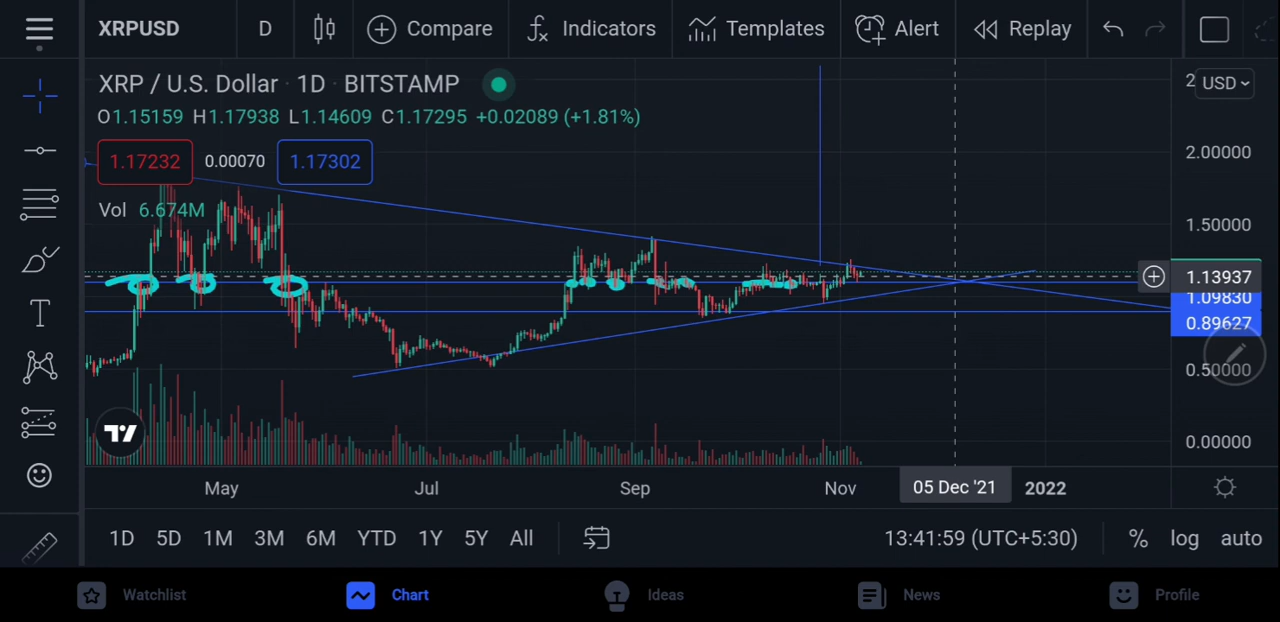 XRPUSD D Compare Indicators Templates Alert Replay
XRP / U.S. Dollar · 1D · BITSTAMP
USD
O1.15159 H1.17938 L1.14609 C1.17295 +0.02089 (+1.81%)
1.17232 0.00070 1.17302
2.00000
Vol 6.674M
1.50000
1.13937
1.09830
0.89627
0.50000
0.00000
May Jul Sep Nov 05 Dec '21 2022
1D 5D 1M 3M 6M YTD 1Y 5Y All 13:41:59 (UTC+5:30) % log auto
Watchlist Chart Ideas News Profile